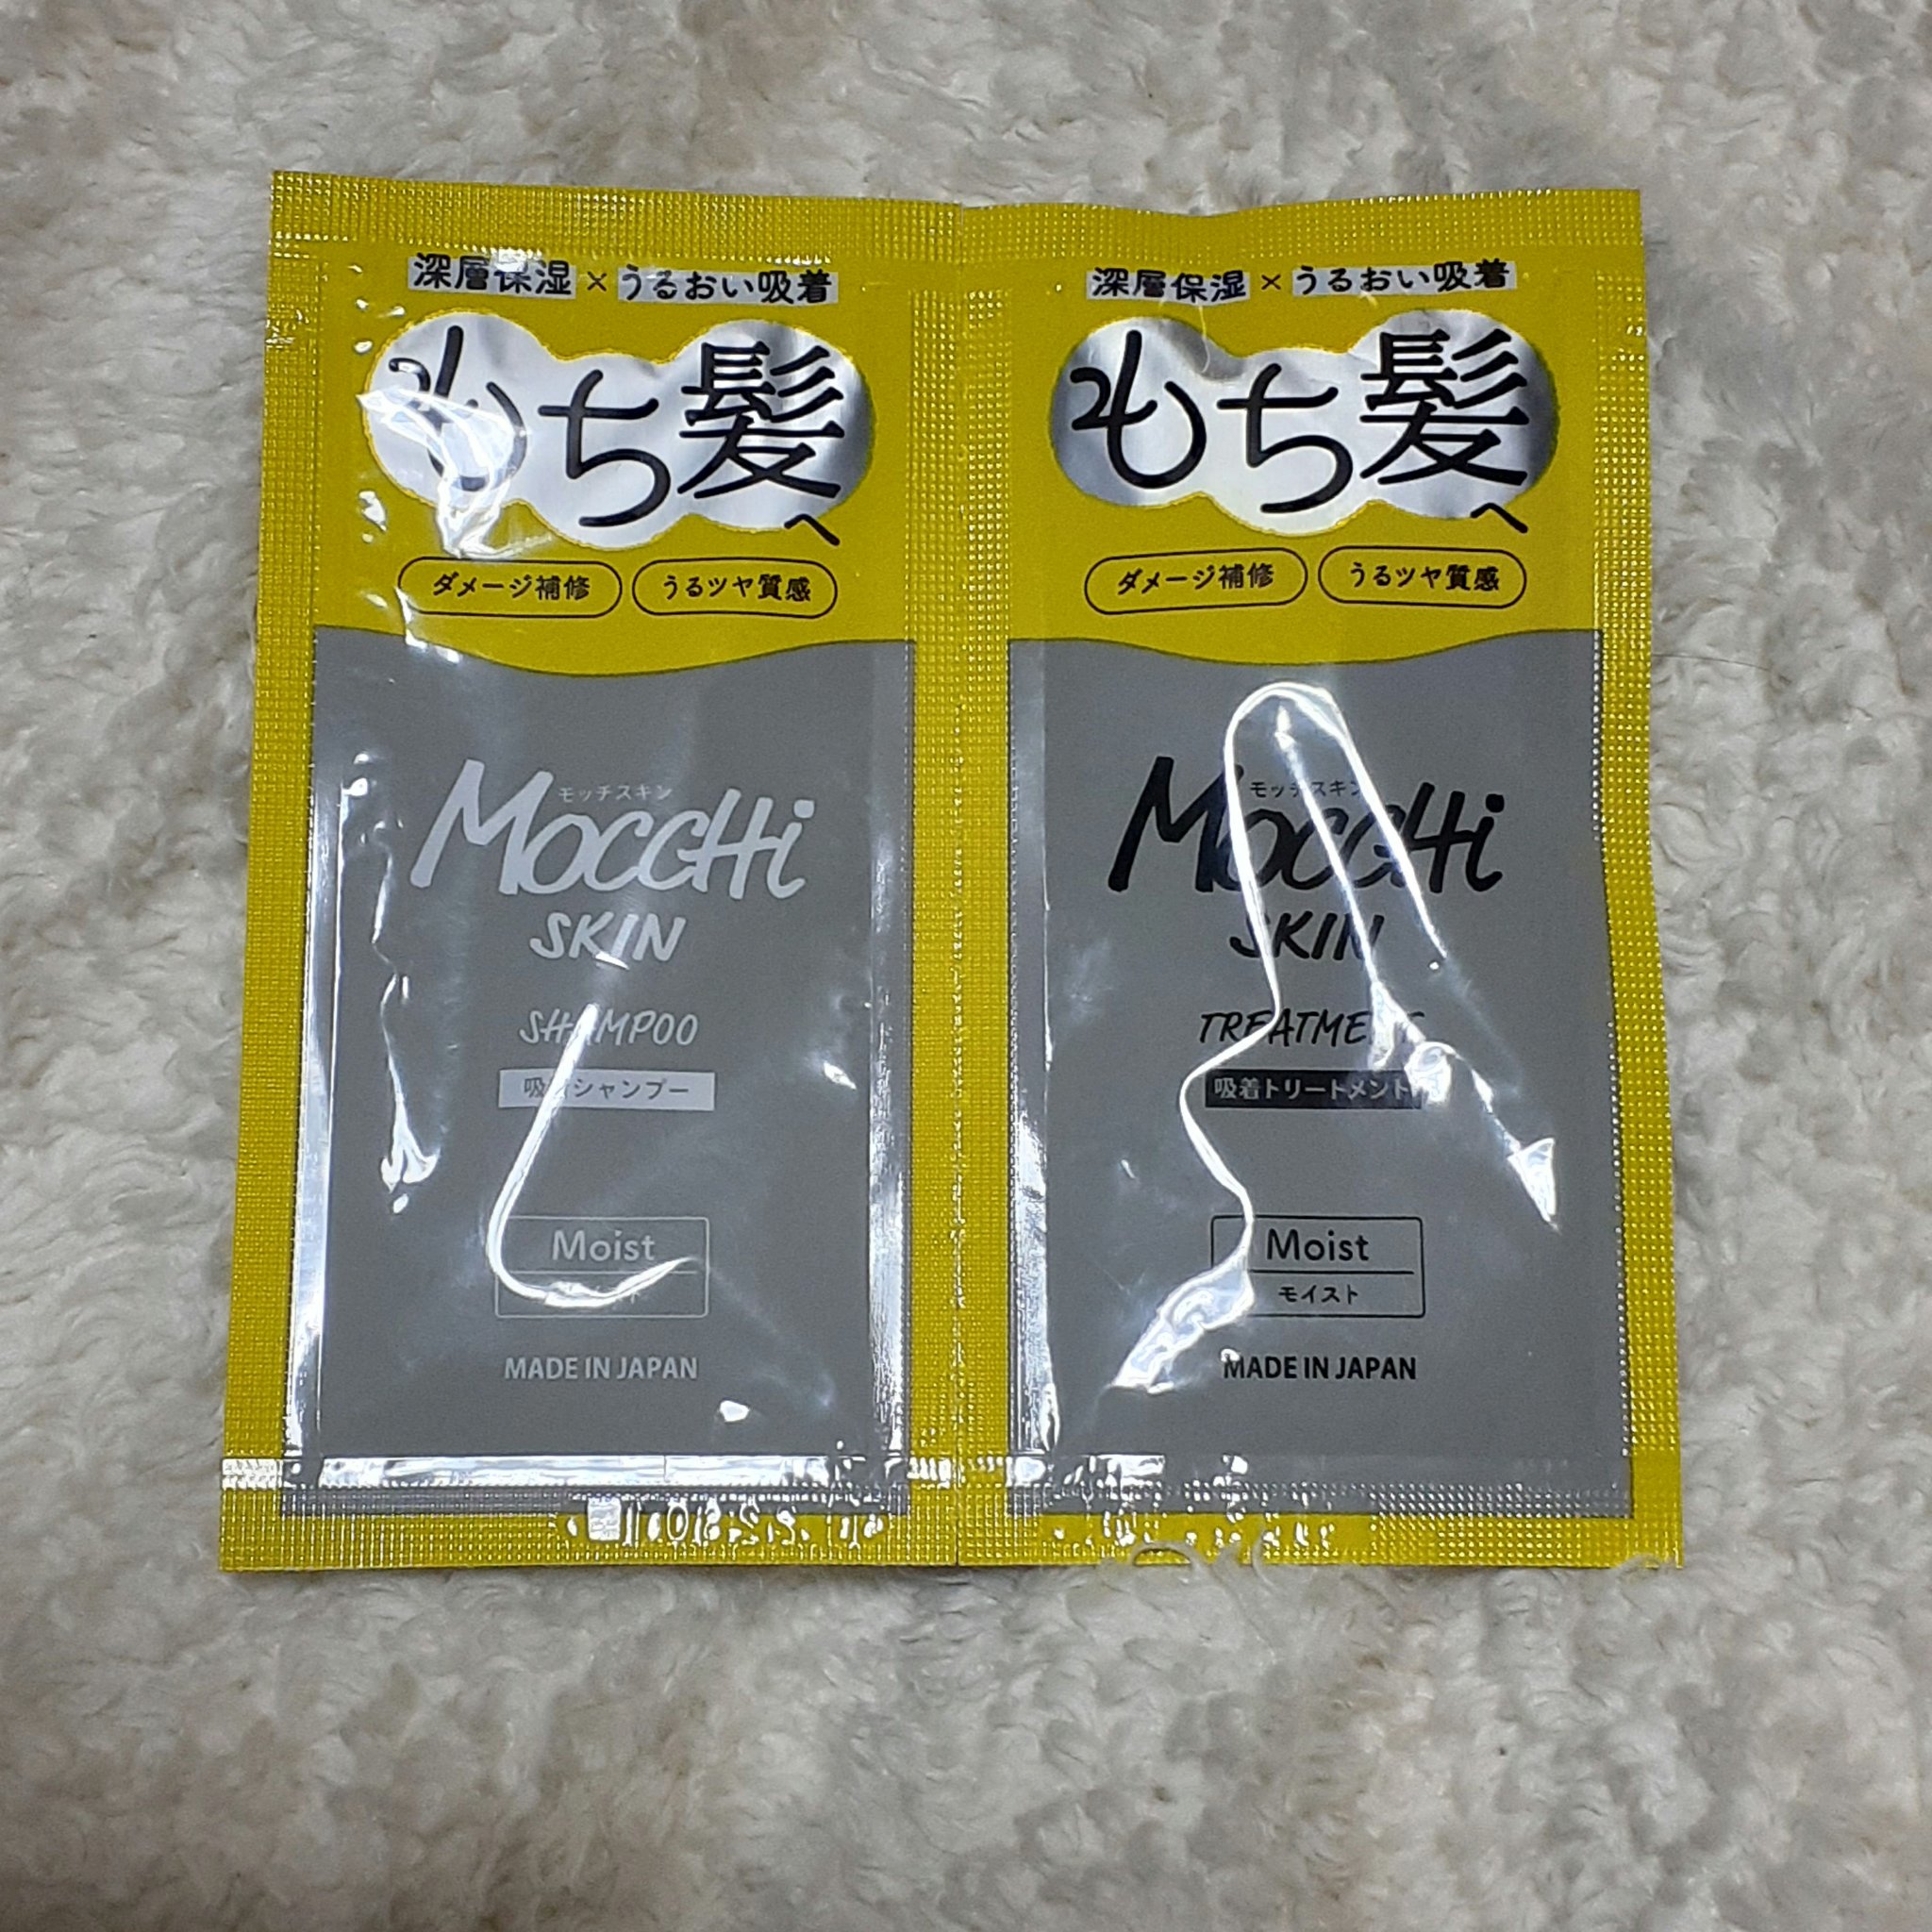 深層保湿×うるおい吸着
もち髪へ
ダメージ補修
うるツヤ質感
モッチスキン
MoccHi
SKIN
SHAMPOO
吸着シャンプー
Moist
MADE IN JAPAN
深層保湿×うるおい吸着
もち髪へ
ダメージ補修
うるツヤ質感
モッチスキン
MoccHi
SKIN
TREATMENT
吸着トリートメント
Moist
モイスト
MADE IN JAPAN